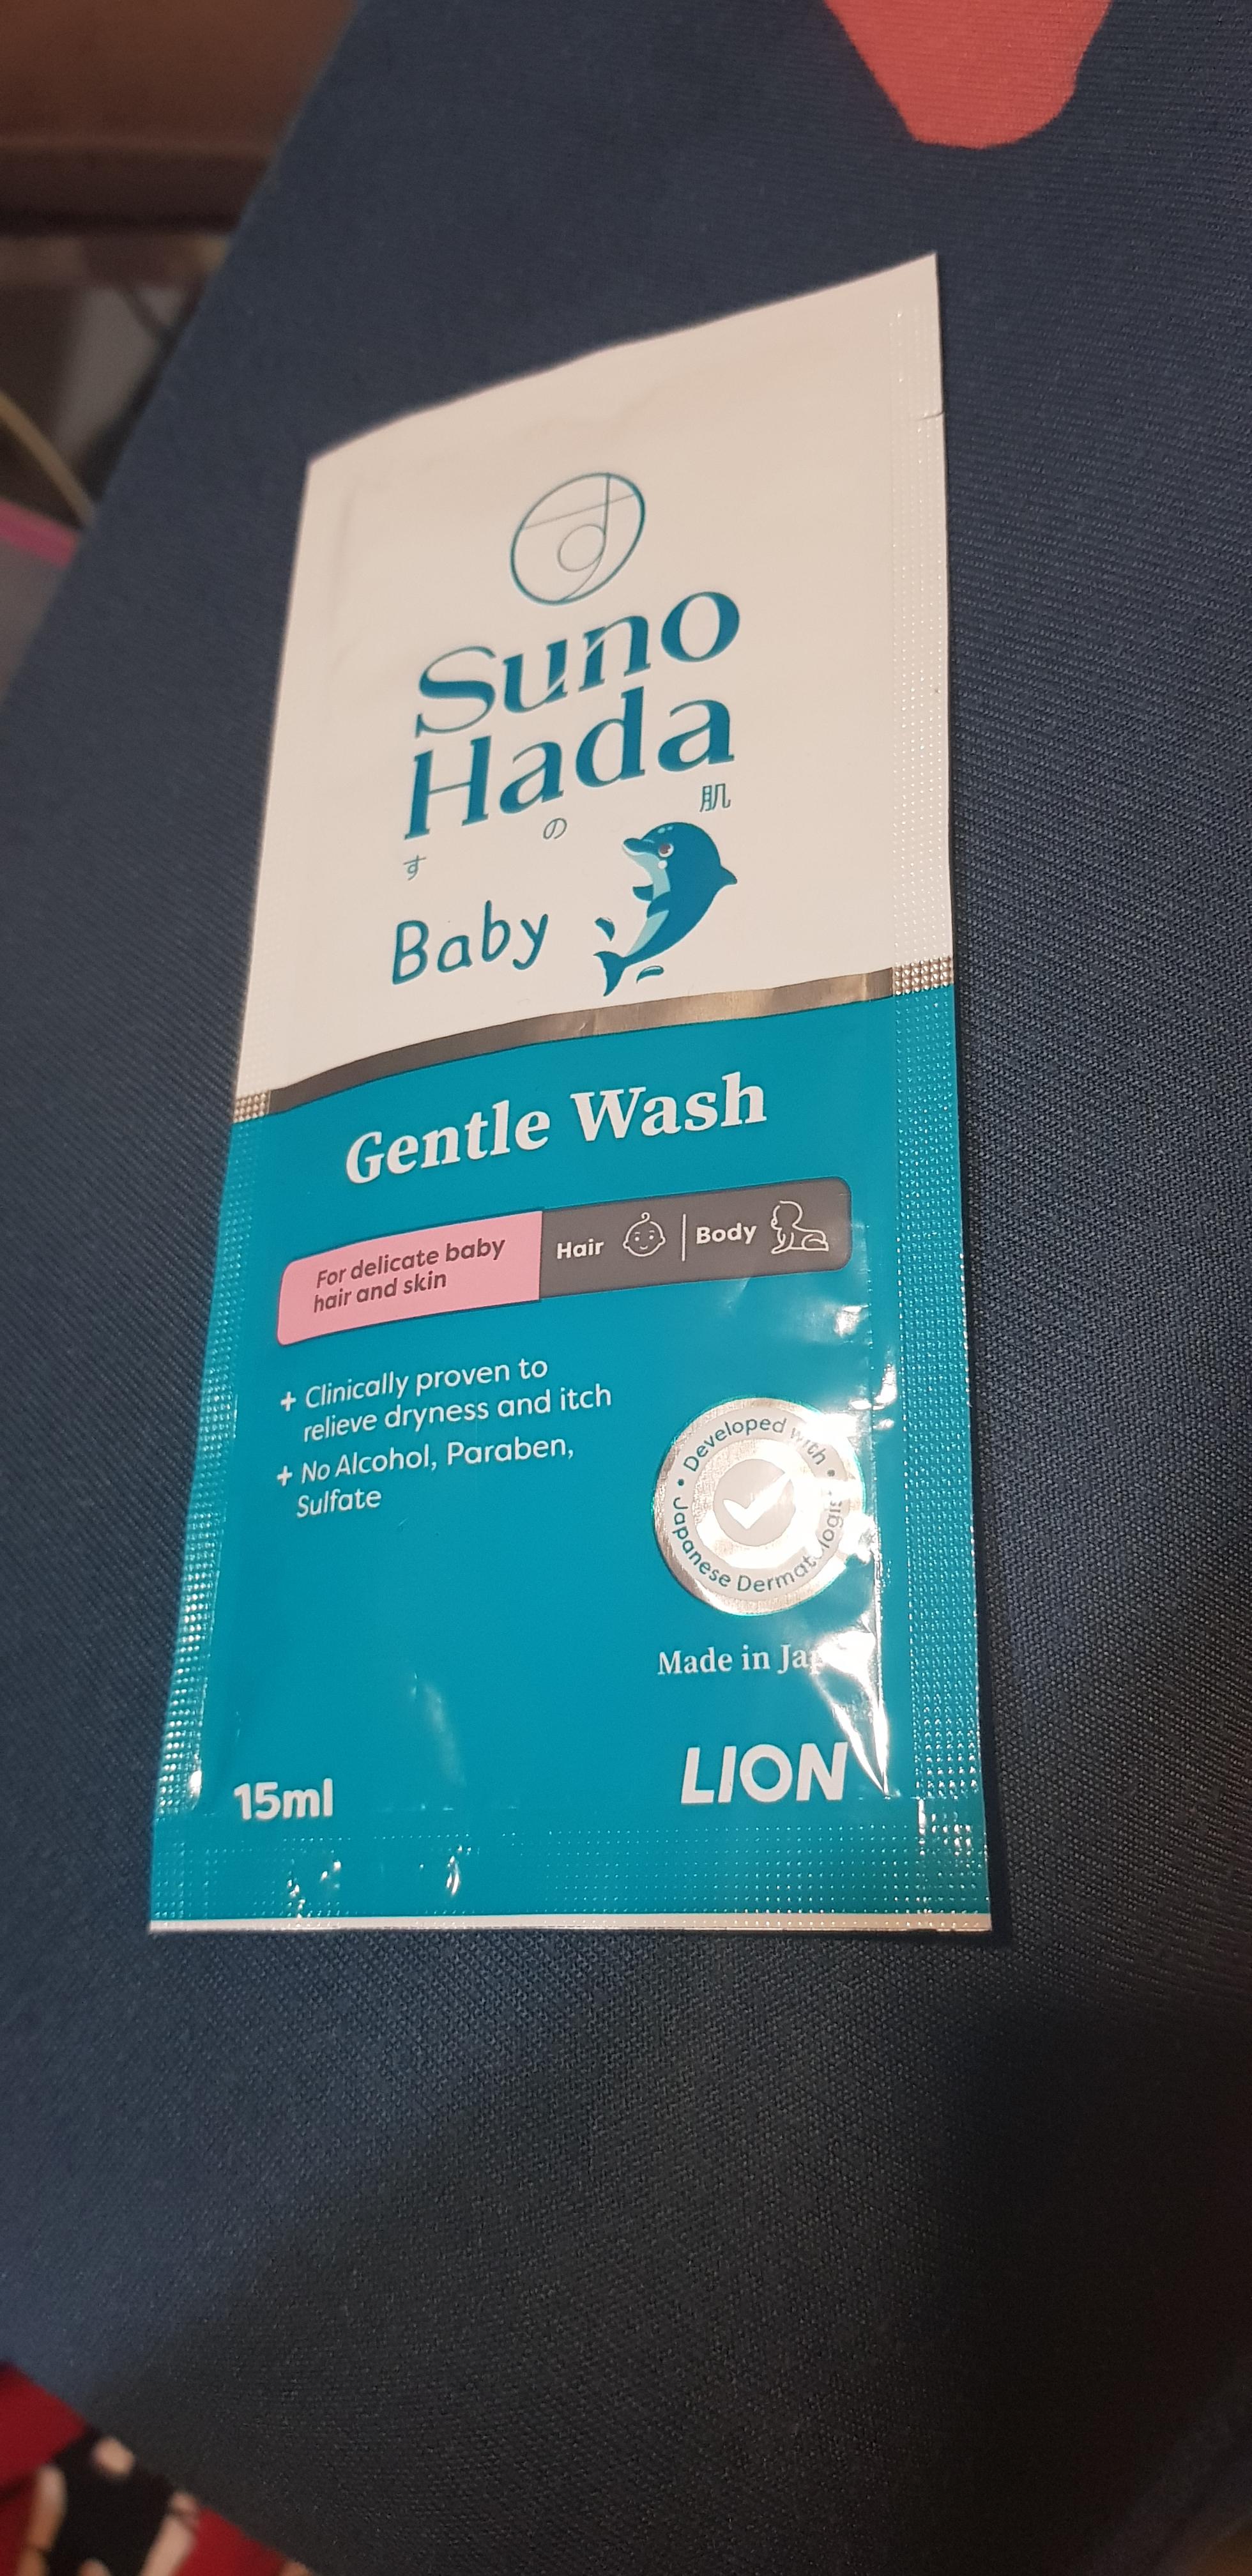 Suno
Hada
す の 肌
Baby
Gentle Wash
For delicate baby
hair and skin
Hair | Body
+ Clinically proven to
relieve dryness and itch
+ No Alcohol, Paraben,
Sulfate
• Developed with •
Japanese Dermatologist
Made in
15ml
LION